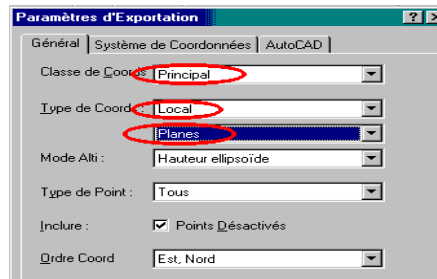 Paramètres d'Exportation
Général Système de Coordonnées AutoCAD
Classe de Coords Principal
Type de Coords : Local
Planes
Mode Alti : Hauteur ellipsoïde
Type de Point : Tous
Inclure : Points Désactivés
Ordre Coord Est, Nord